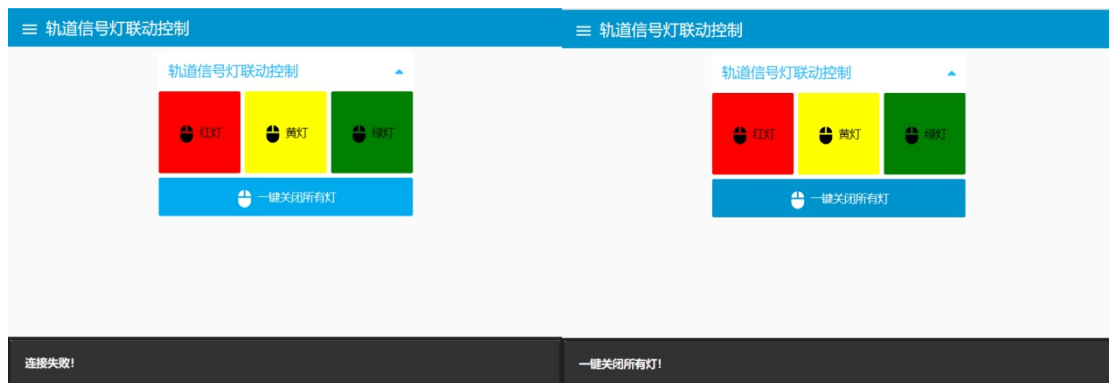 轨道信号灯联动控制
轨道信号灯联动控制
红灯 黄灯 绿灯
一键关闭所有灯
连接失败!
轨道信号灯联动控制
轨道信号灯联动控制
红灯 黄灯 绿灯
一键关闭所有灯
一键关闭所有灯!